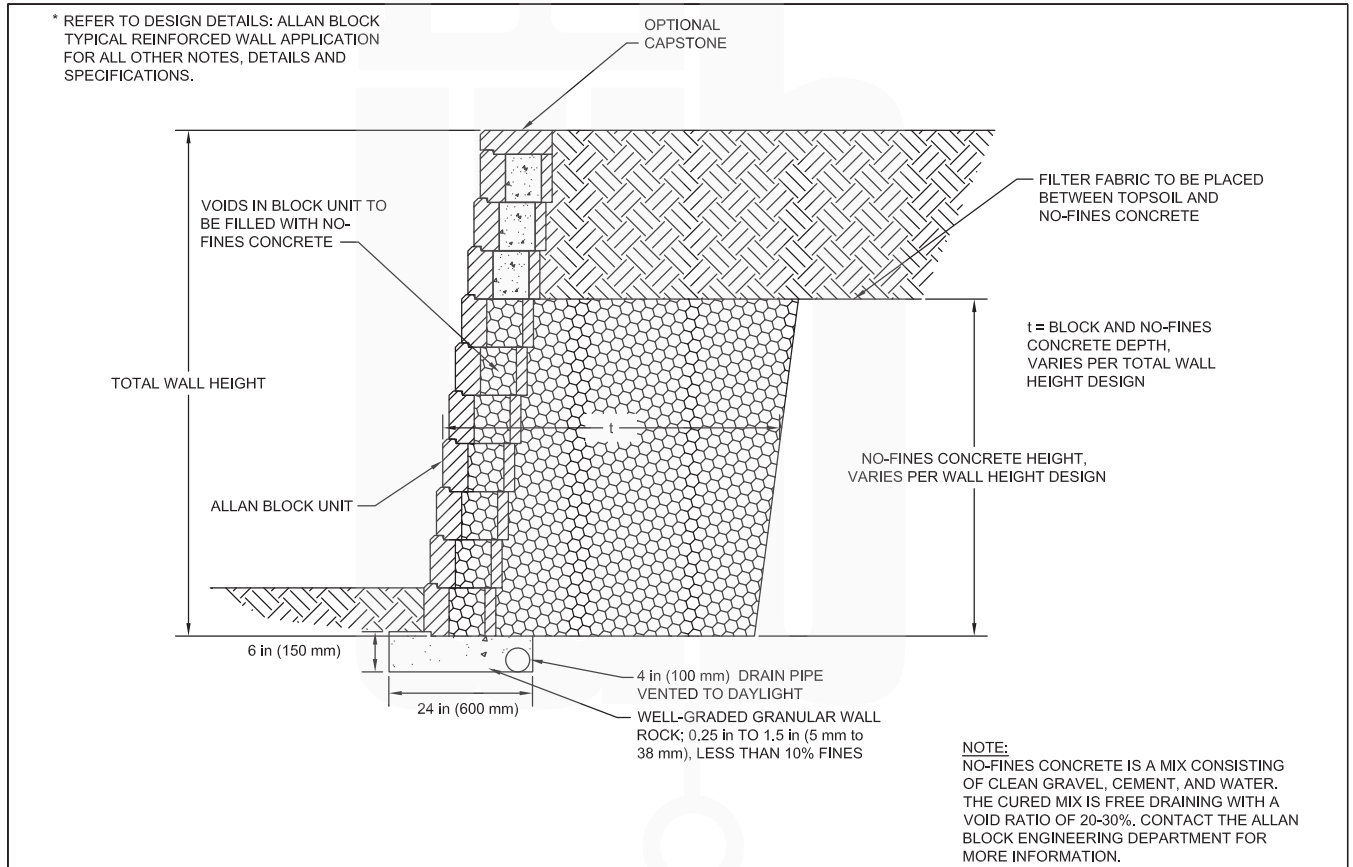 * REFER TO DESIGN DETAILS: ALLAN BLOCK
TYPICAL REINFORCED WALL APPLICATION
FOR ALL OTHER NOTES, DETAILS AND
SPECIFICATIONS.
OPTIONAL
CAPSTONE
VOIDS IN BLOCK UNIT TO
BE FILLED WITH NO-
FINES CONCRETE
FILTER FABRIC TO BE PLACED
BETWEEN TOPSOIL AND
NO-FINES CONCRETE
t = BLOCK AND NO-FINES
CONCRETE DEPTH,
VARIES PER TOTAL WALL
HEIGHT DESIGN
TOTAL WALL HEIGHT
t
NO-FINES CONCRETE HEIGHT,
VARIES PER WALL HEIGHT DESIGN
ALLAN BLOCK UNIT
6 in (150 mm)
24 in (600 mm)
4 in (100 mm) DRAIN PIPE
VENTED TO DAYLIGHT
WELL-GRADED GRANULAR WALL
ROCK; 0.25 in TO 1.5 in (5 mm to
38 mm), LESS THAN 10% FINES
NOTE:
NO-FINES CONCRETE IS A MIX CONSISTING
OF CLEAN GRAVEL, CEMENT, AND WATER.
THE CURED MIX IS FREE DRAINING WITH A
VOID RATIO OF 20-30%. CONTACT THE ALLAN
BLOCK ENGINEERING DEPARTMENT FOR
MORE INFORMATION.